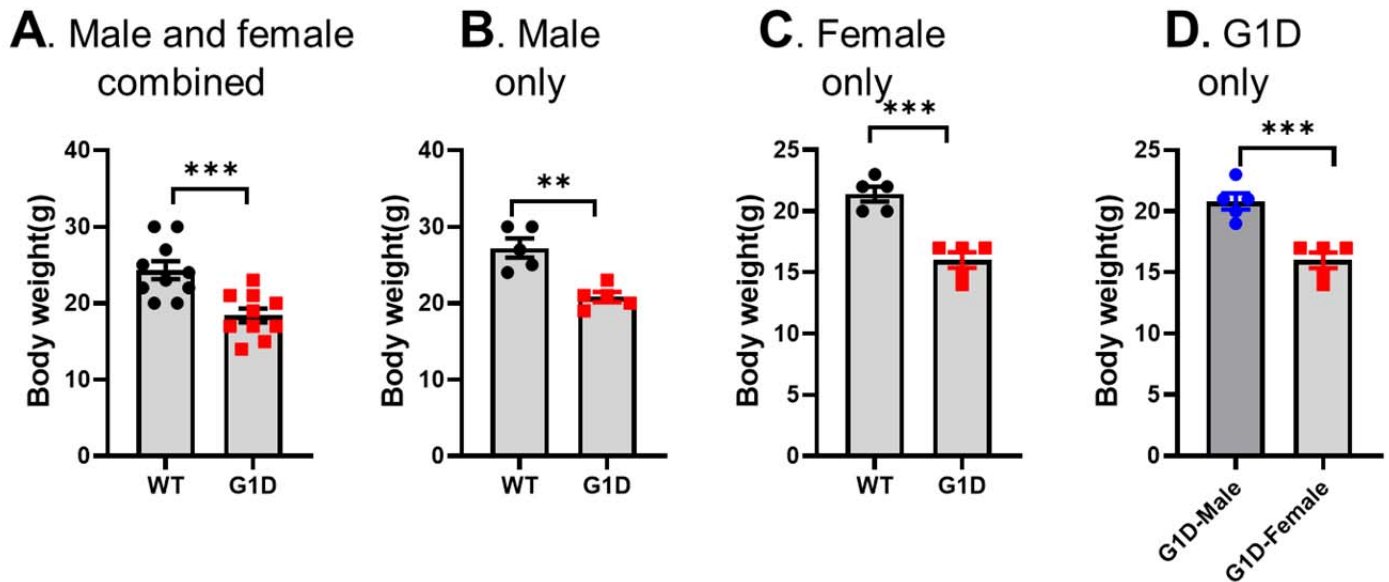 A. Male and female
combined
***
40
30
20
10
0
Body weight(g)
WT
G1D
B. Male
only
**
40
30
20
10
0
Body weight(g)
WT
G1D
C. Female
only
***
25
20
15
10
5
0
Body weight(g)
WT
G1D
D. G1D
only
***
25
20
15
10
5
0
Body weight(g)
G1D-Male
G1D-Female